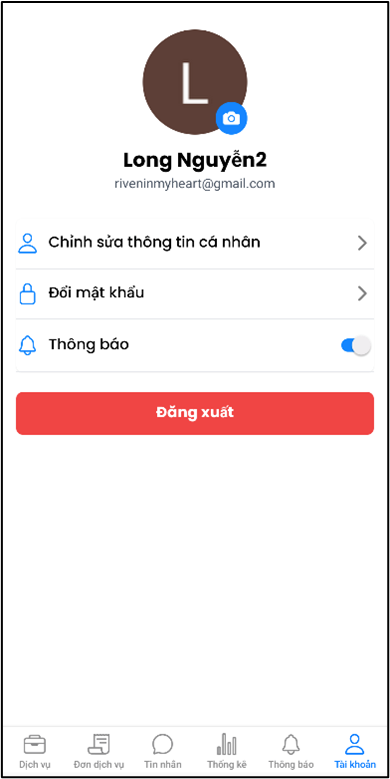 L
Long Nguyễn2
riveninmyheart@gmail.com
Chỉnh sửa thông tin cá nhân
Đổi mật khẩu
Thông báo
Đăng xuất
Dịch vụ Đơn dịch vụ Tin nhắn Thống kê Thông báo Tài khoản